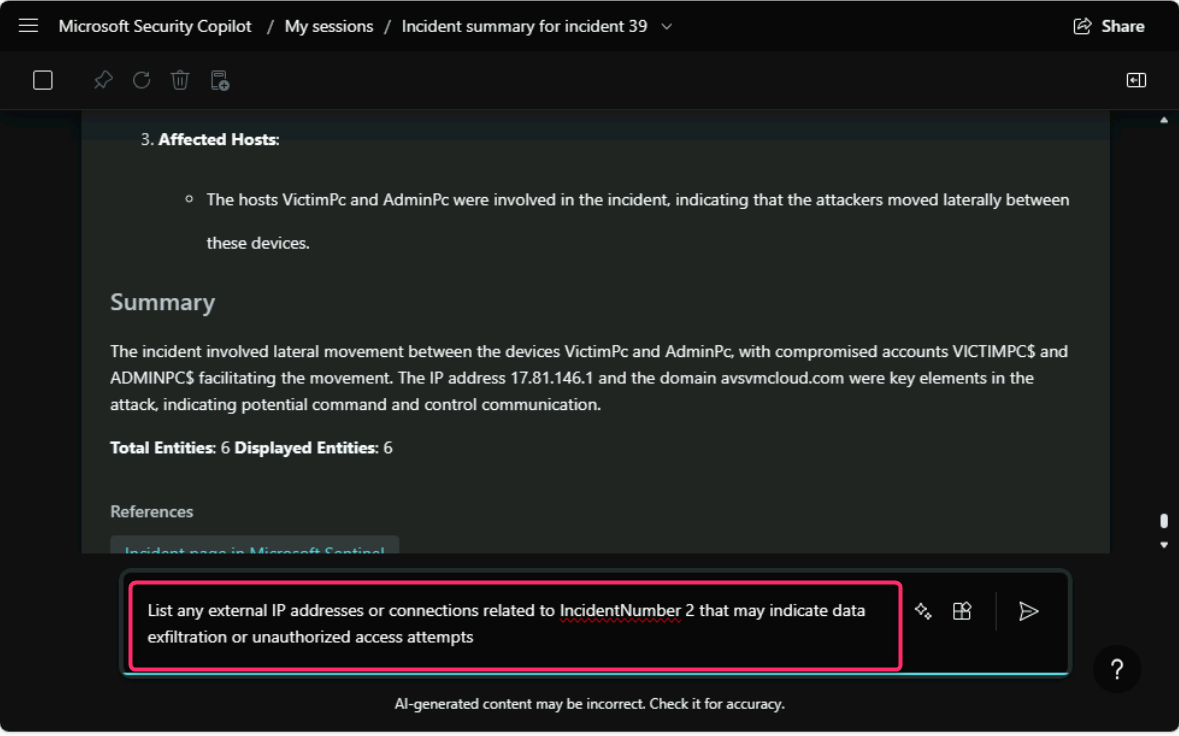 Microsoft Security Copilot / My sessions / Incident summary for incident 39
Share
3. Affected Hosts:
The hosts VictimPc and AdminPc were involved in the incident, indicating that the attackers moved laterally between
these devices.
Summary
The incident involved lateral movement between the devices VictimPc and AdminPc, with compromised accounts VICTIMPC$ and
ADMINPC$ facilitating the movement. The IP address 17.81.146.1 and the domain avsvmcloud.com were key elements in the
attack, indicating potential command and control communication.
Total Entities: 6 Displayed Entities: 6
References
Incident page in Microsoft Sentinel
List any external IP addresses or connections related to IncidentNumber 2 that may indicate data
exfiltration or unauthorized access attempts
?
AI-generated content may be incorrect. Check it for accuracy.